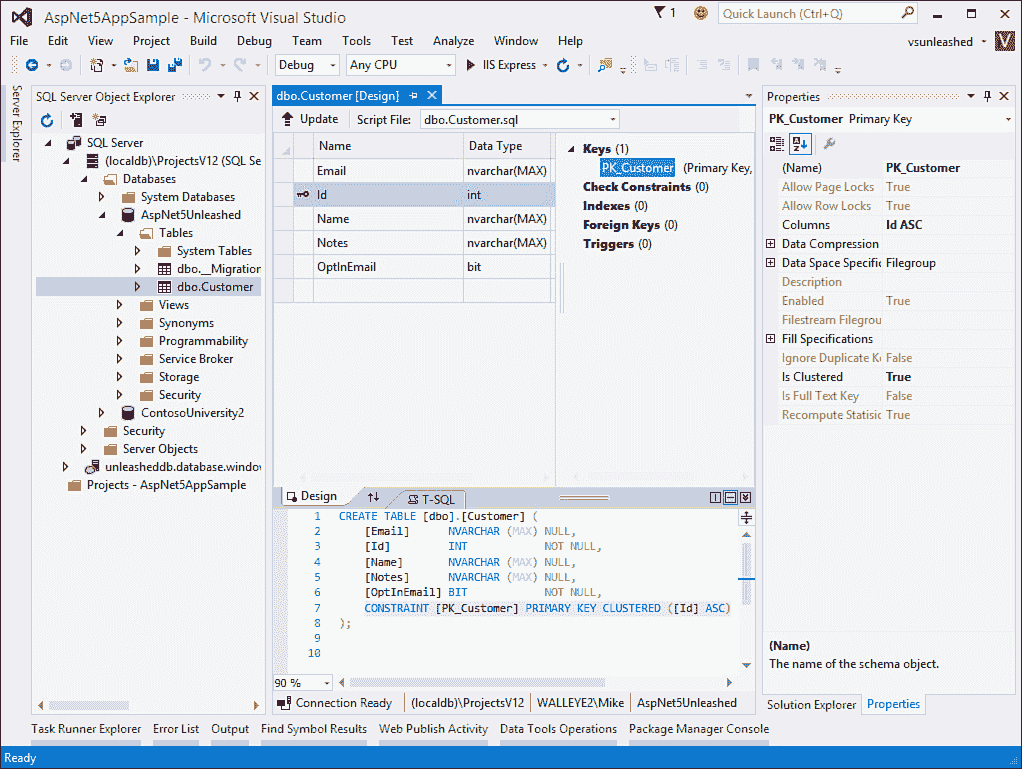 AspNet5AppSample - Microsoft Visual Studio
1
Quick Launch (Ctrl+Q)
File Edit View Project Build Debug Team Tools Test Analyze Window Help
vsunleashed
Debug Any CPU IIS Express
Server Explorer
SQL Server Object Explorer
SQL Server
(localdb)\ProjectsV12 (SQL Se
Databases
System Databases
AspNet5Unleashed
Tables
System Tables
dbo.__Migration
dbo.Customer
Views
Synonyms
Programmability
Service Broker
Storage
Security
ContosoUniversity2
Security
Server Objects
unleasheddb.database.window
Projects - AspNet5AppSample
dbo.Customer [Design]
Update Script File: dbo.Customer.sql
Name Data Type
Email nvarchar(MAX)
Id int
Name nvarchar(MAX)
Notes nvarchar(MAX)
OptInEmail bit
Keys (1)
PK_Customer (Primary Key,
Check Constraints (0)
Indexes (0)
Foreign Keys (0)
Triggers (0)
Design T-SQL
1 CREATE TABLE [dbo].[Customer] (
2 [Email] NVARCHAR (MAX) NULL,
3 [Id] INT NOT NULL,
4 [Name] NVARCHAR (MAX) NULL,
5 [Notes] NVARCHAR (MAX) NULL,
6 [OptInEmail] BIT NOT NULL,
7 CONSTRAINT [PK_Customer] PRIMARY KEY CLUSTERED ([Id] ASC)
8 );
9
10
90 %
Connection Ready (localdb)\ProjectsV12 WALLEYE2\Mike AspNet5Unleashed
Properties
PK_Customer Primary Key
(Name) PK_Customer
Allow Page Locks True
Allow Row Locks True
Columns Id ASC
Data Compression
Data Space Specific Filegroup
Description
Enabled True
Filestream Filegrou
Fill Specifications
Ignore Duplicate Ke False
Is Clustered True
Is Full Text Key False
Recompute Statistic True
(Name)
The name of the schema object.
Solution Explorer Properties
Task Runner Explorer Error List Output Find Symbol Results Web Publish Activity Data Tools Operations Package Manager Console
Ready